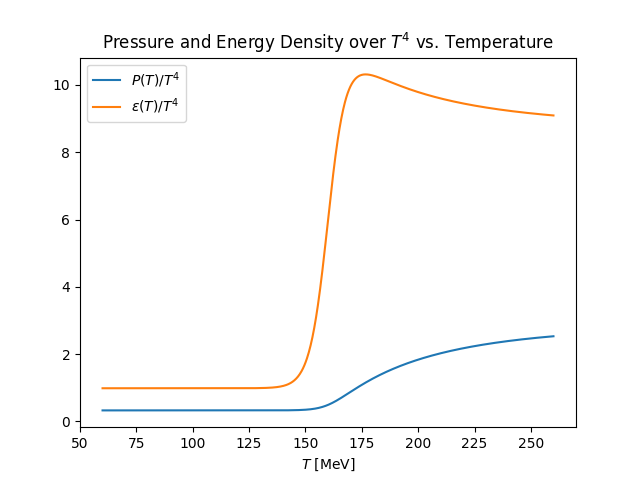 Pressure and Energy Density over T⁴ vs. Temperature
P(T)/T⁴
ε(T)/T⁴
10
8
6
4
2
0
50 75 100 125 150 175 200 225 250
T [MeV]